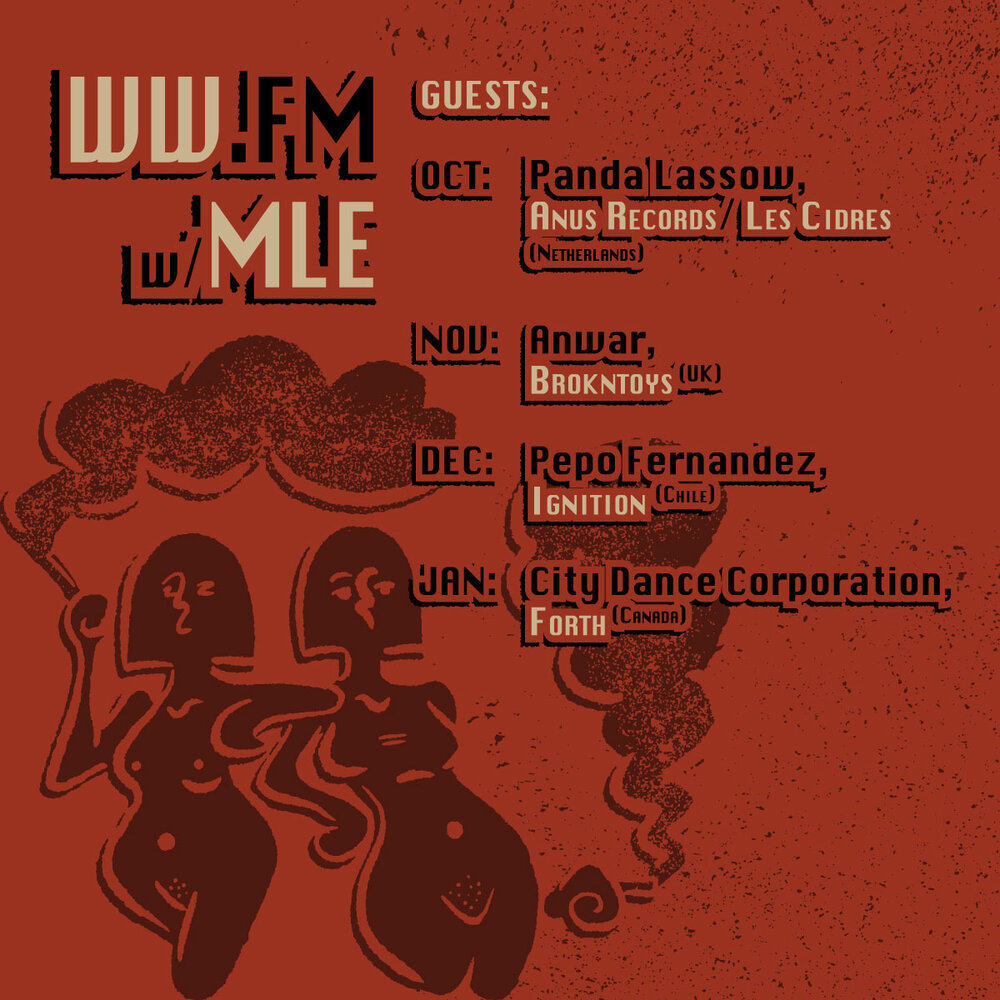 WW.FM
w/MLE
GUESTS:
OCT: Panda Lassow,
ANUS RECORDS / LES CIDRES
(NETHERLANDS)
NOV: Anwar,
BROKNTOYS (UK)
DEC: Pepo Fernandez,
IGNITION (CHILE)
JAN: City Dance Corporation,
FORTH (CANADA)